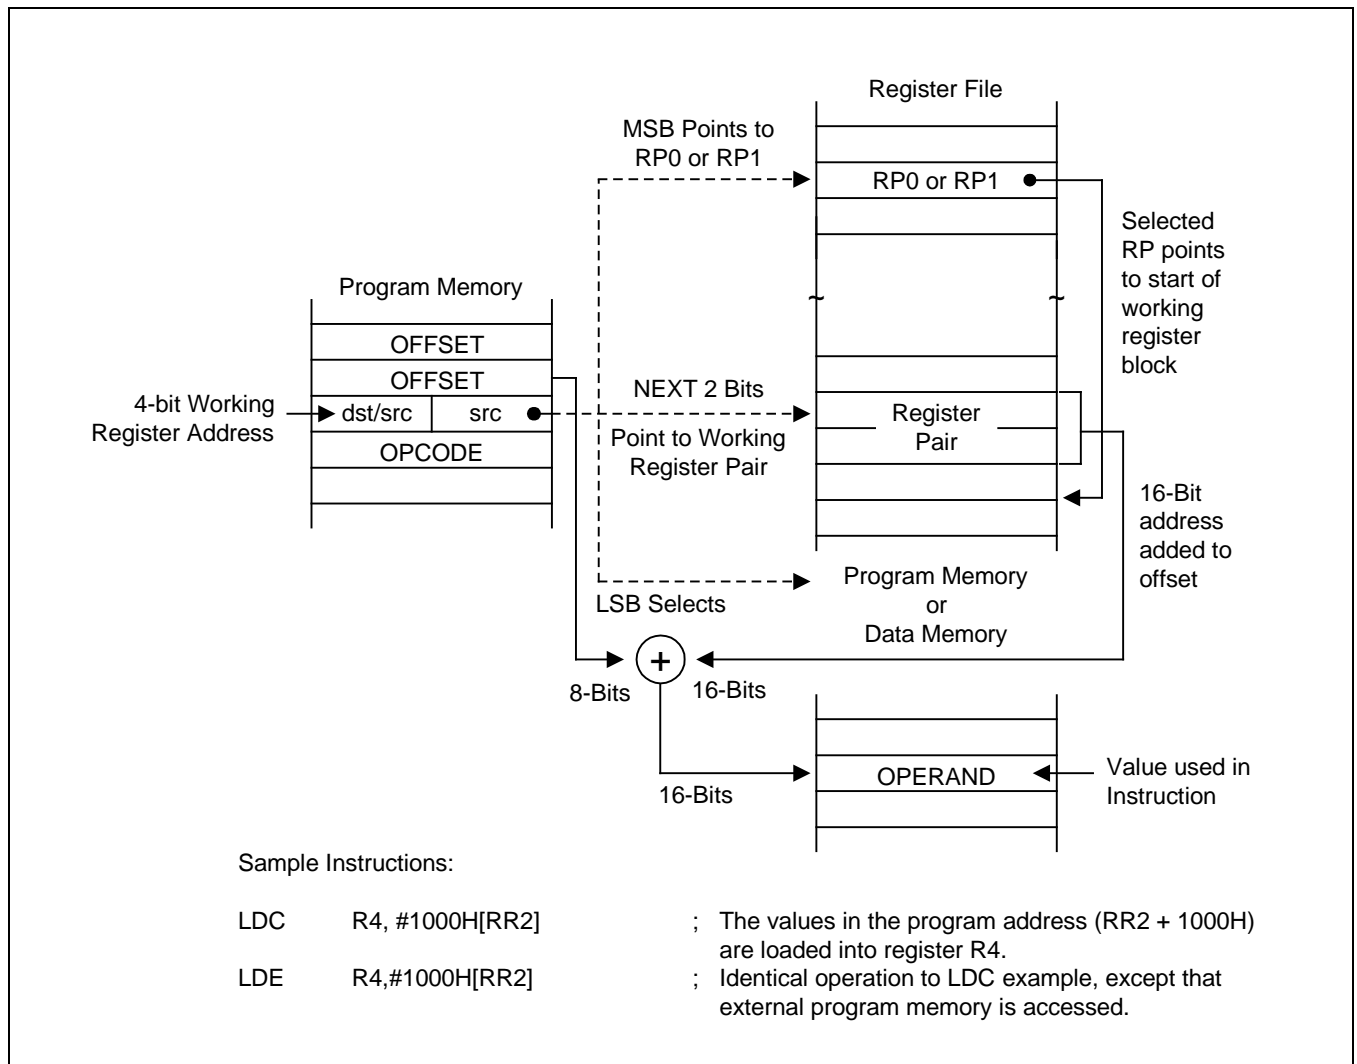 Register File
MSB Points to
RP0 or RP1
RP0 or RP1
Selected
RP points
to start of
working
register
block
Program Memory
OFFSET
OFFSET
4-bit Working
Register Address
dst/src src
OPCODE
NEXT 2 Bits
Point to Working
Register Pair
Register
Pair
16-Bit
address
added to
offset
LSB Selects
Program Memory
or
Data Memory
+
8-Bits
16-Bits
16-Bits
OPERAND
Value used in
Instruction
~ ~
Sample Instructions:
LDC R4, #1000H[RR2] ; The values in the program address (RR2 + 1000H)
are loaded into register R4.
LDE R4,#1000H[RR2] ; Identical operation to LDC example, except that
external program memory is accessed.